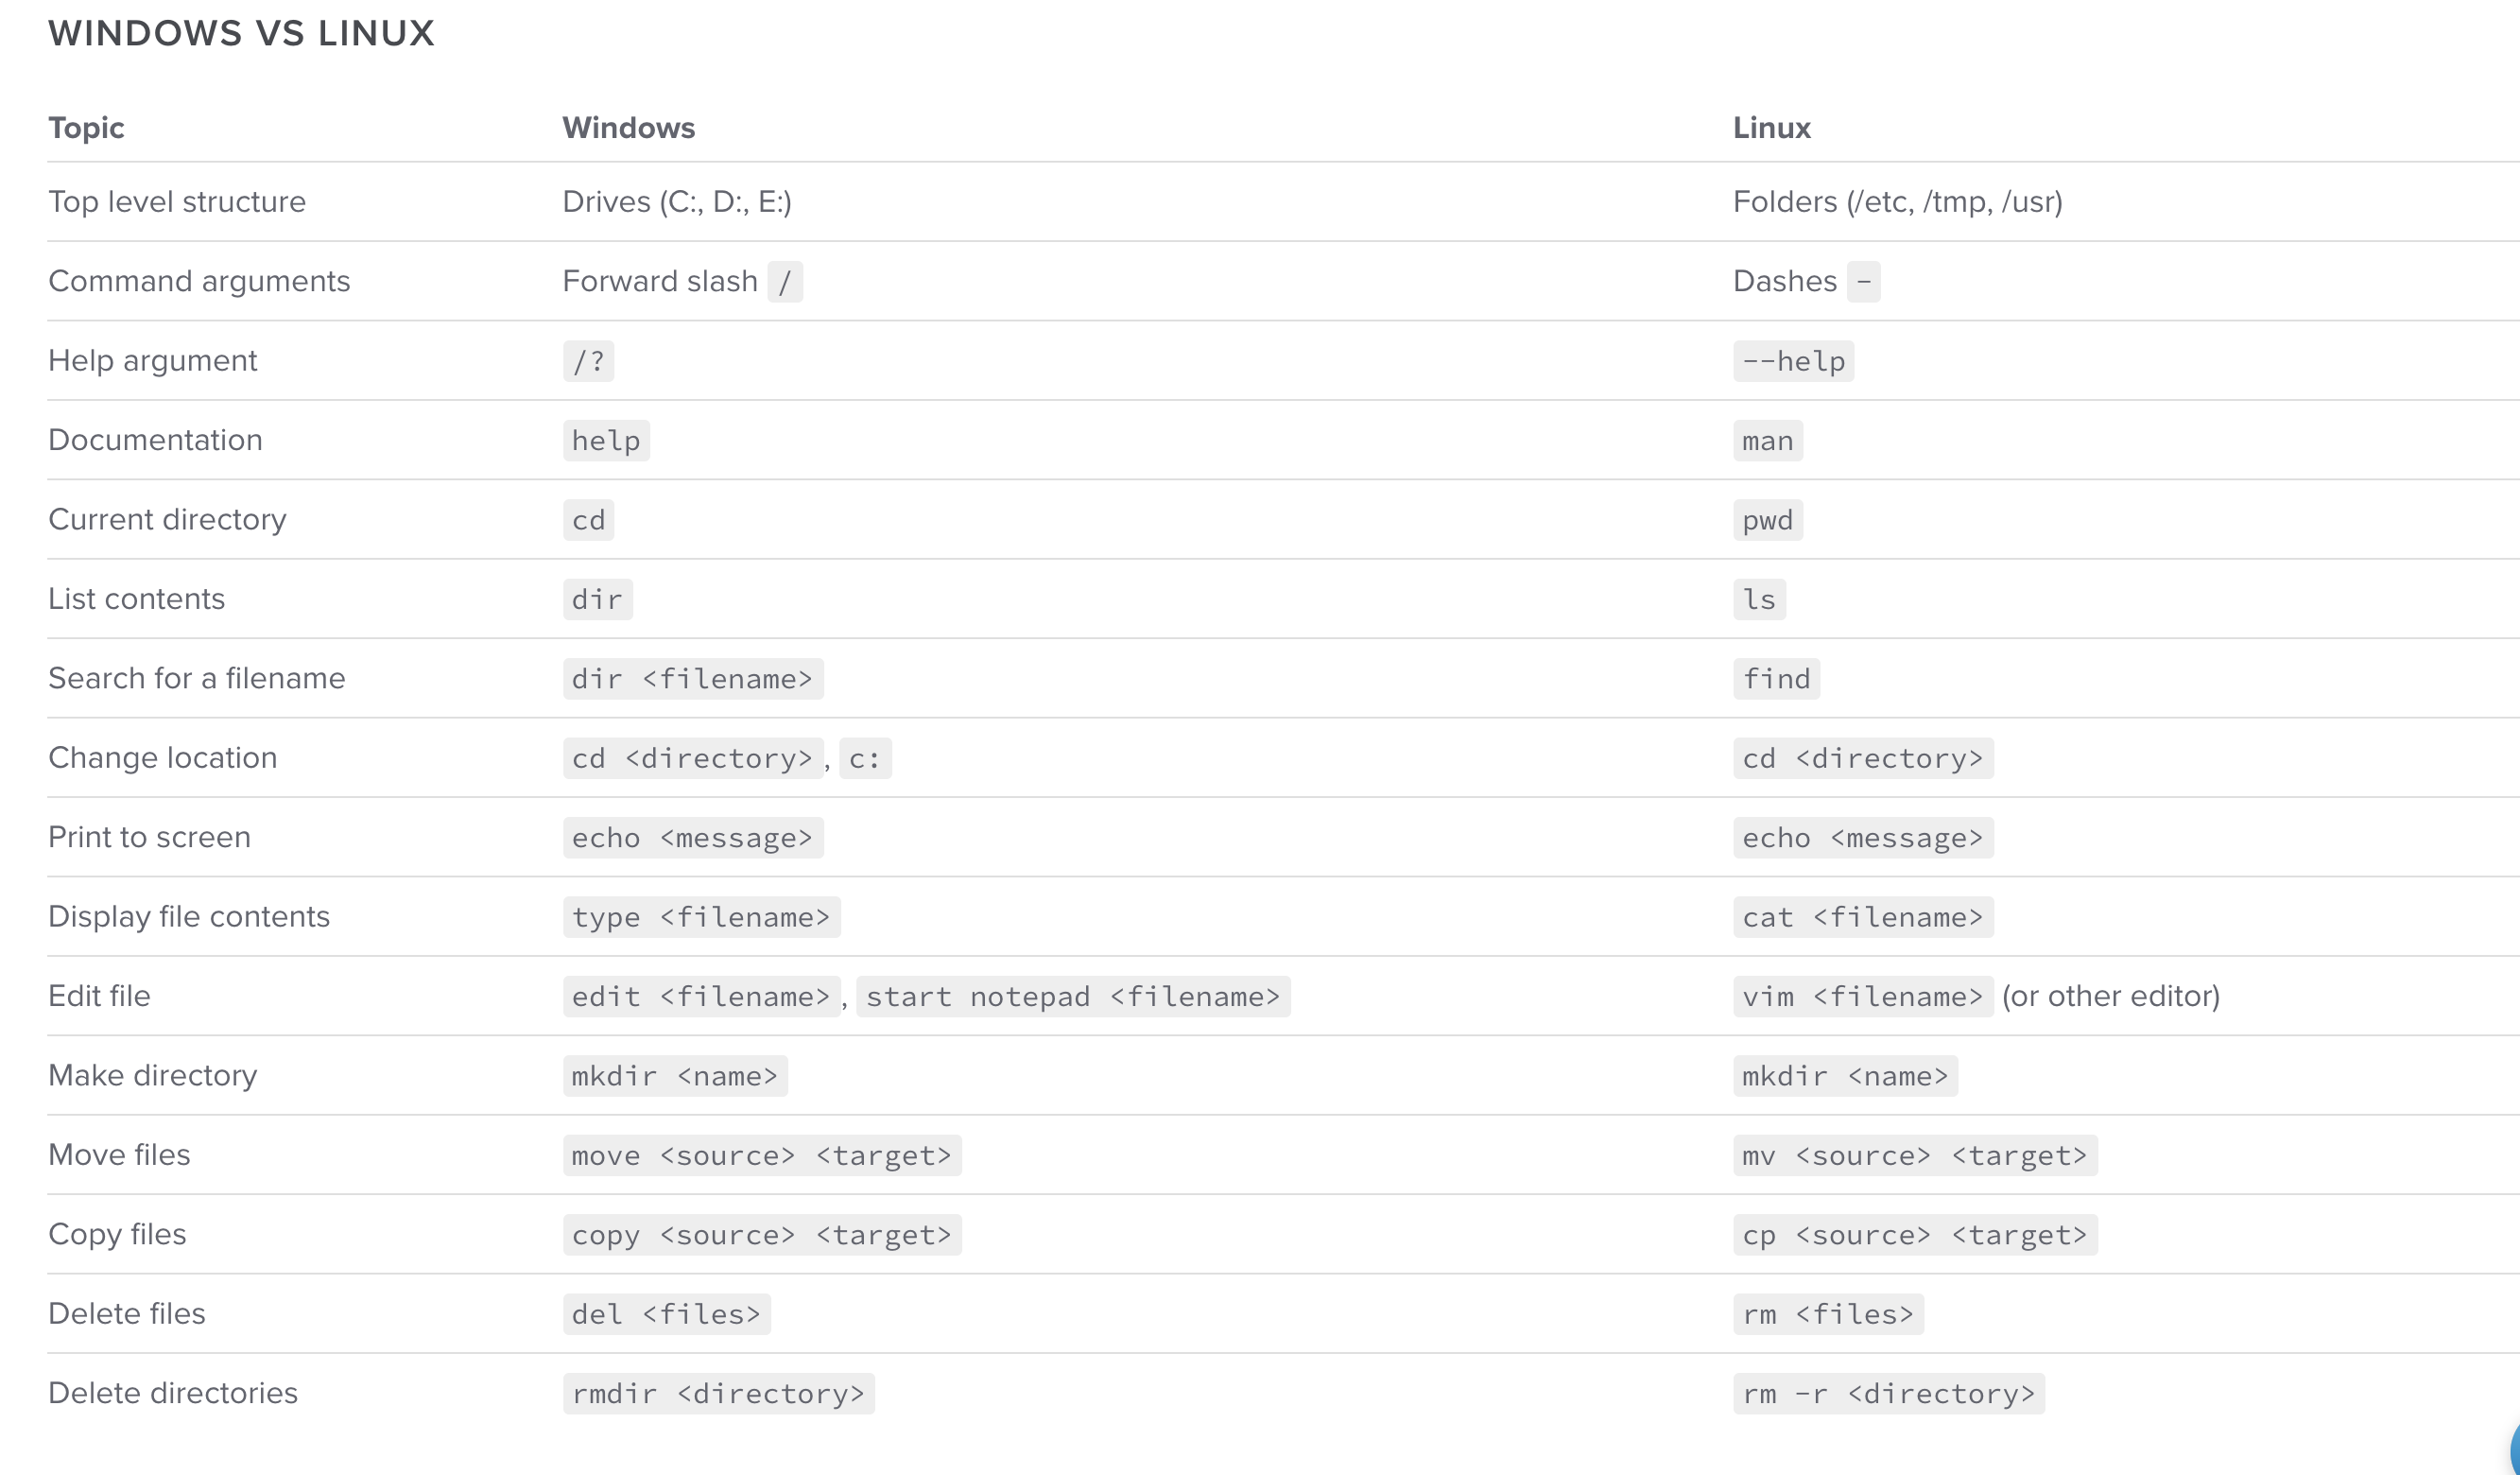 WINDOWS VS LINUX
Topic Windows Linux
Top level structure Drives (C:, D:, E:) Folders (/etc, /tmp, /usr)
Command arguments Forward slash / Dashes -
Help argument /? --help
Documentation help man
Current directory cd pwd
List contents dir ls
Search for a filename dir <filename> find
Change location cd <directory>, c: cd <directory>
Print to screen echo <message> echo <message>
Display file contents type <filename> cat <filename>
Edit file edit <filename>, start notepad <filename> vim <filename> (or other editor)
Make directory mkdir <name> mkdir <name>
Move files move <source> <target> mv <source> <target>
Copy files copy <source> <target> cp <source> <target>
Delete files del <files> rm <files>
Delete directories rmdir <directory> rm -r <directory>